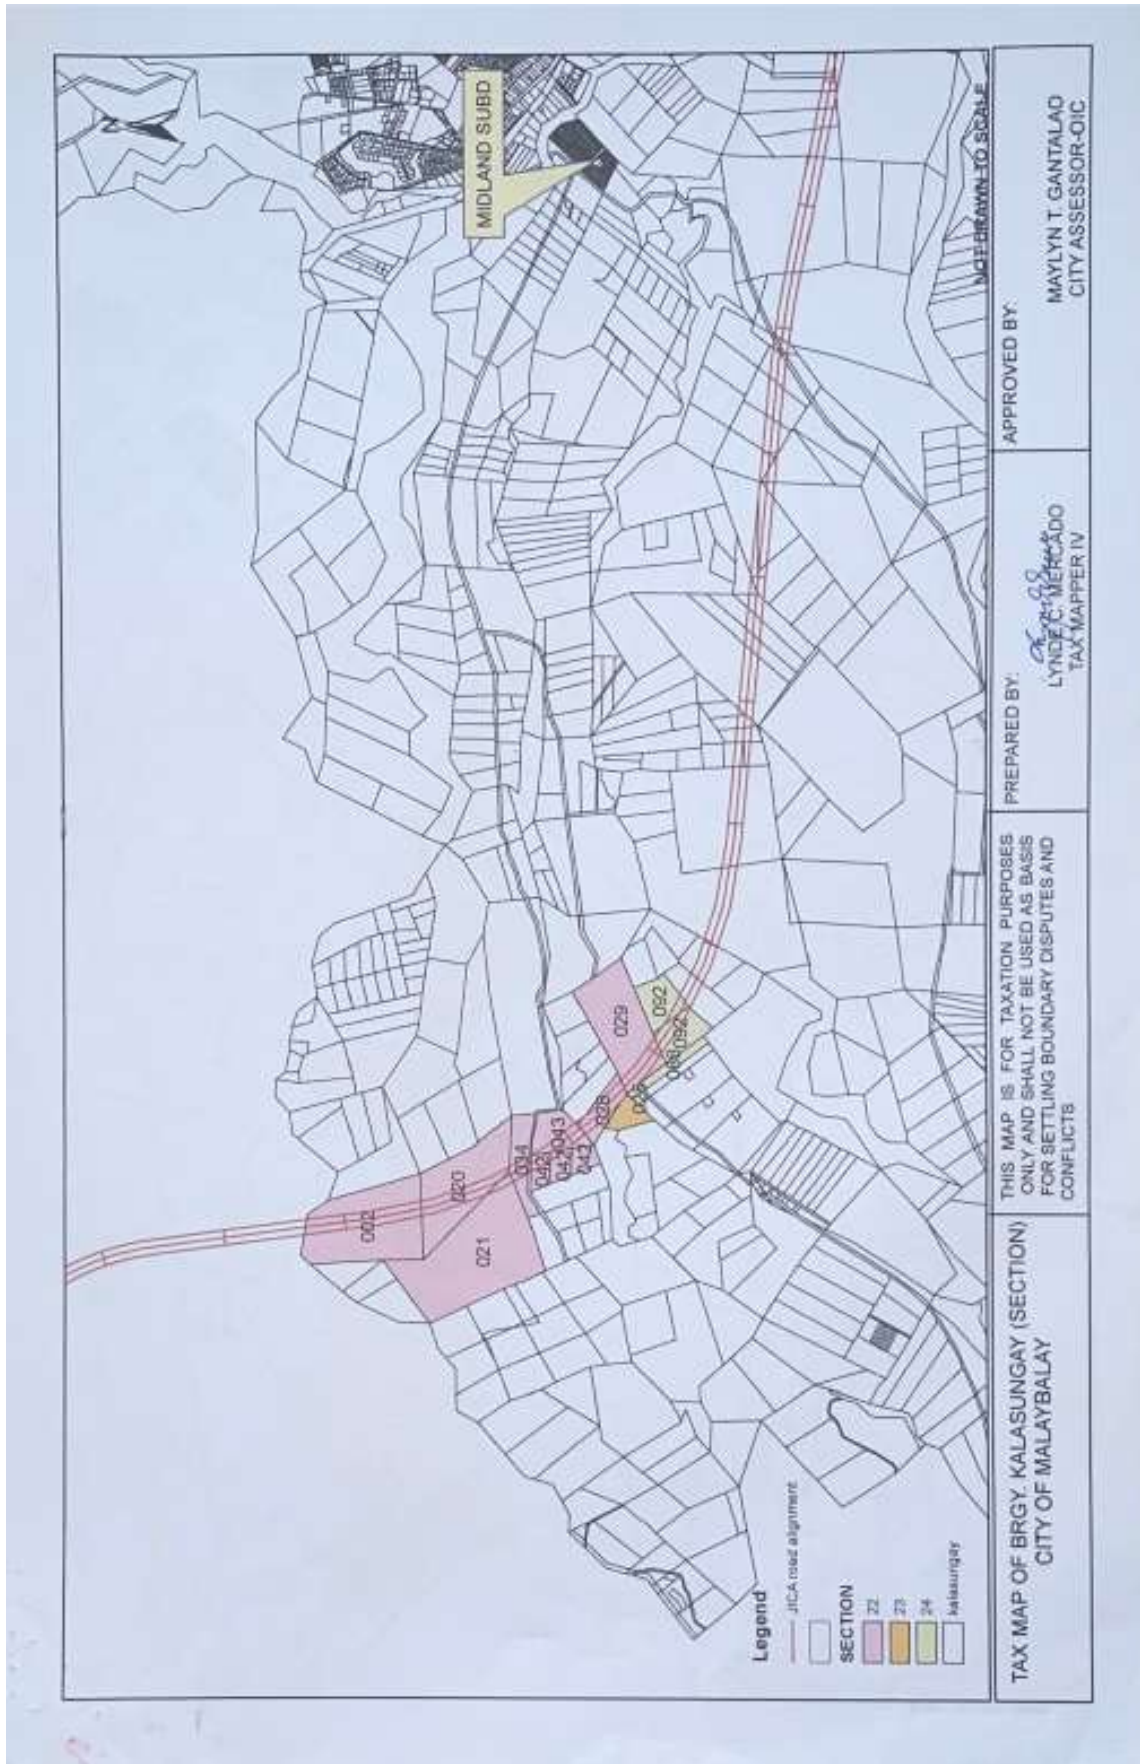 MIDLAND SUBD
002
020
021
034
043
029
092
092
028
NOT DRAWN TO SCALE
Legend
JICA road alignment
SECTION
22
23
24
kalasungay
TAX MAP OF BRGY. KALASUNGAY (SECTION)
CITY OF MALAYBALAY
THIS MAP IS FOR TAXATION PURPOSES
ONLY AND SHALL NOT BE USED AS BASIS
FOR SETTLING BOUNDARY DISPUTES AND
CONFLICTS
PREPARED BY:
LYNDE C. MERCADO
TAX MAPPER IV
APPROVED BY:
MAYLYN T. GANTALAO
CITY ASSESSOR-OIC